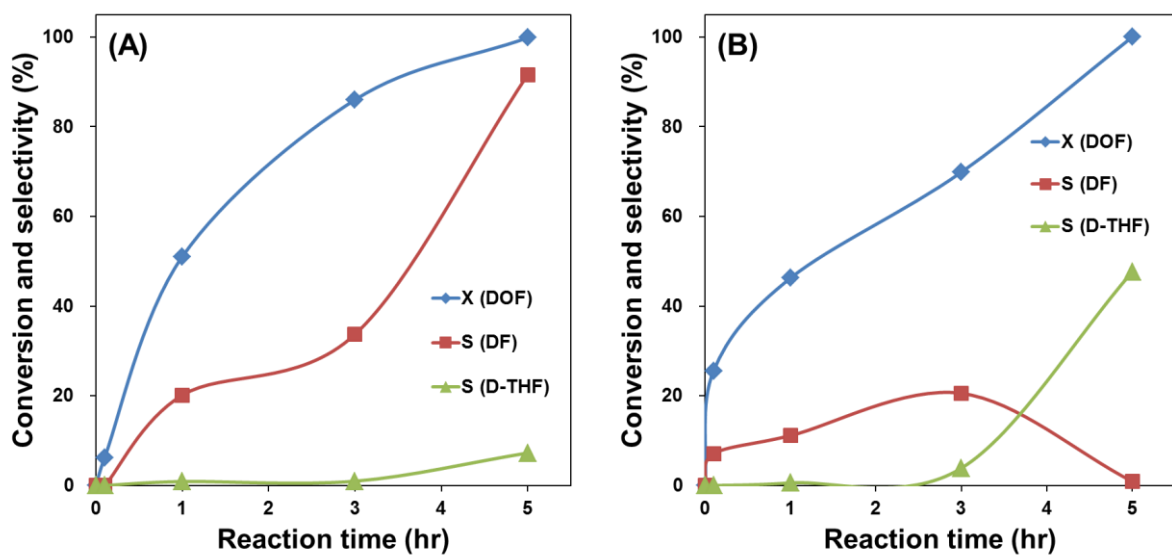 (A)
Conversion and selectivity (%)
100
80
60
40
20
0
0
1
2
3
4
5
Reaction time (hr)
X (DOF)
S (DF)
S (D-THF)
(B)
Conversion and selectivity (%)
100
80
60
40
20
0
0
1
2
3
4
5
Reaction time (hr)
X (DOF)
S (DF)
S (D-THF)